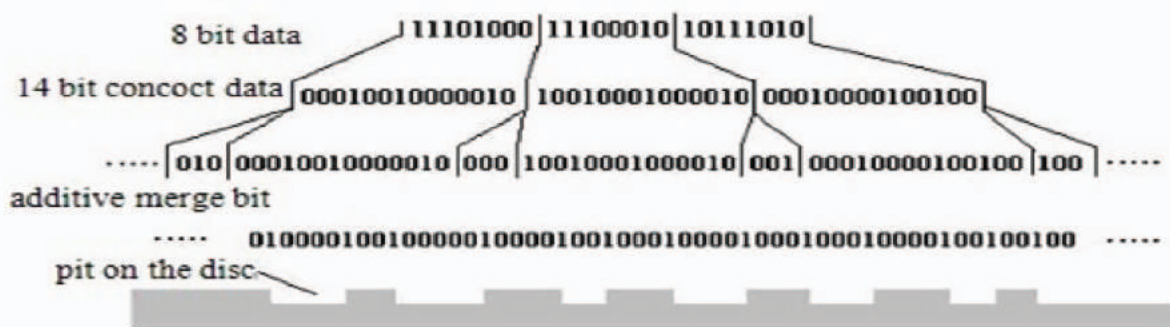 8 bit data 11101000 11100010 10111010
14 bit concoct data 00010010000010 10010001000010 00010000100100
····· 010 00010010000010 000 10010001000010 001 00010000100100 100 ·····
additive merge bit
····· 010000100100000100001001000100001000100010000100100100 ·····
pit on the disc